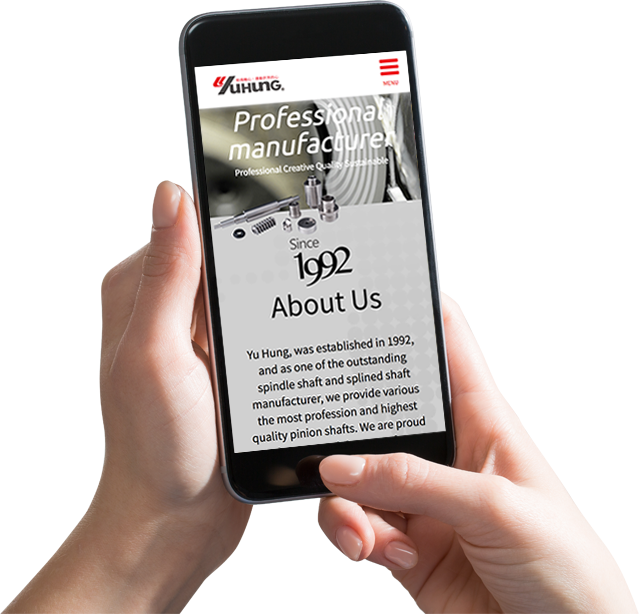 YUHUNG®
MENU
Professional
manufacturer
Professional Creative Quality Sustainable
Since
1992
About Us
Yu Hung, was established in 1992,
and as one of the outstanding
spindle shaft and splined shaft
manufacturer, we provide various
the most profession and highest
quality pinion shafts. We are proud